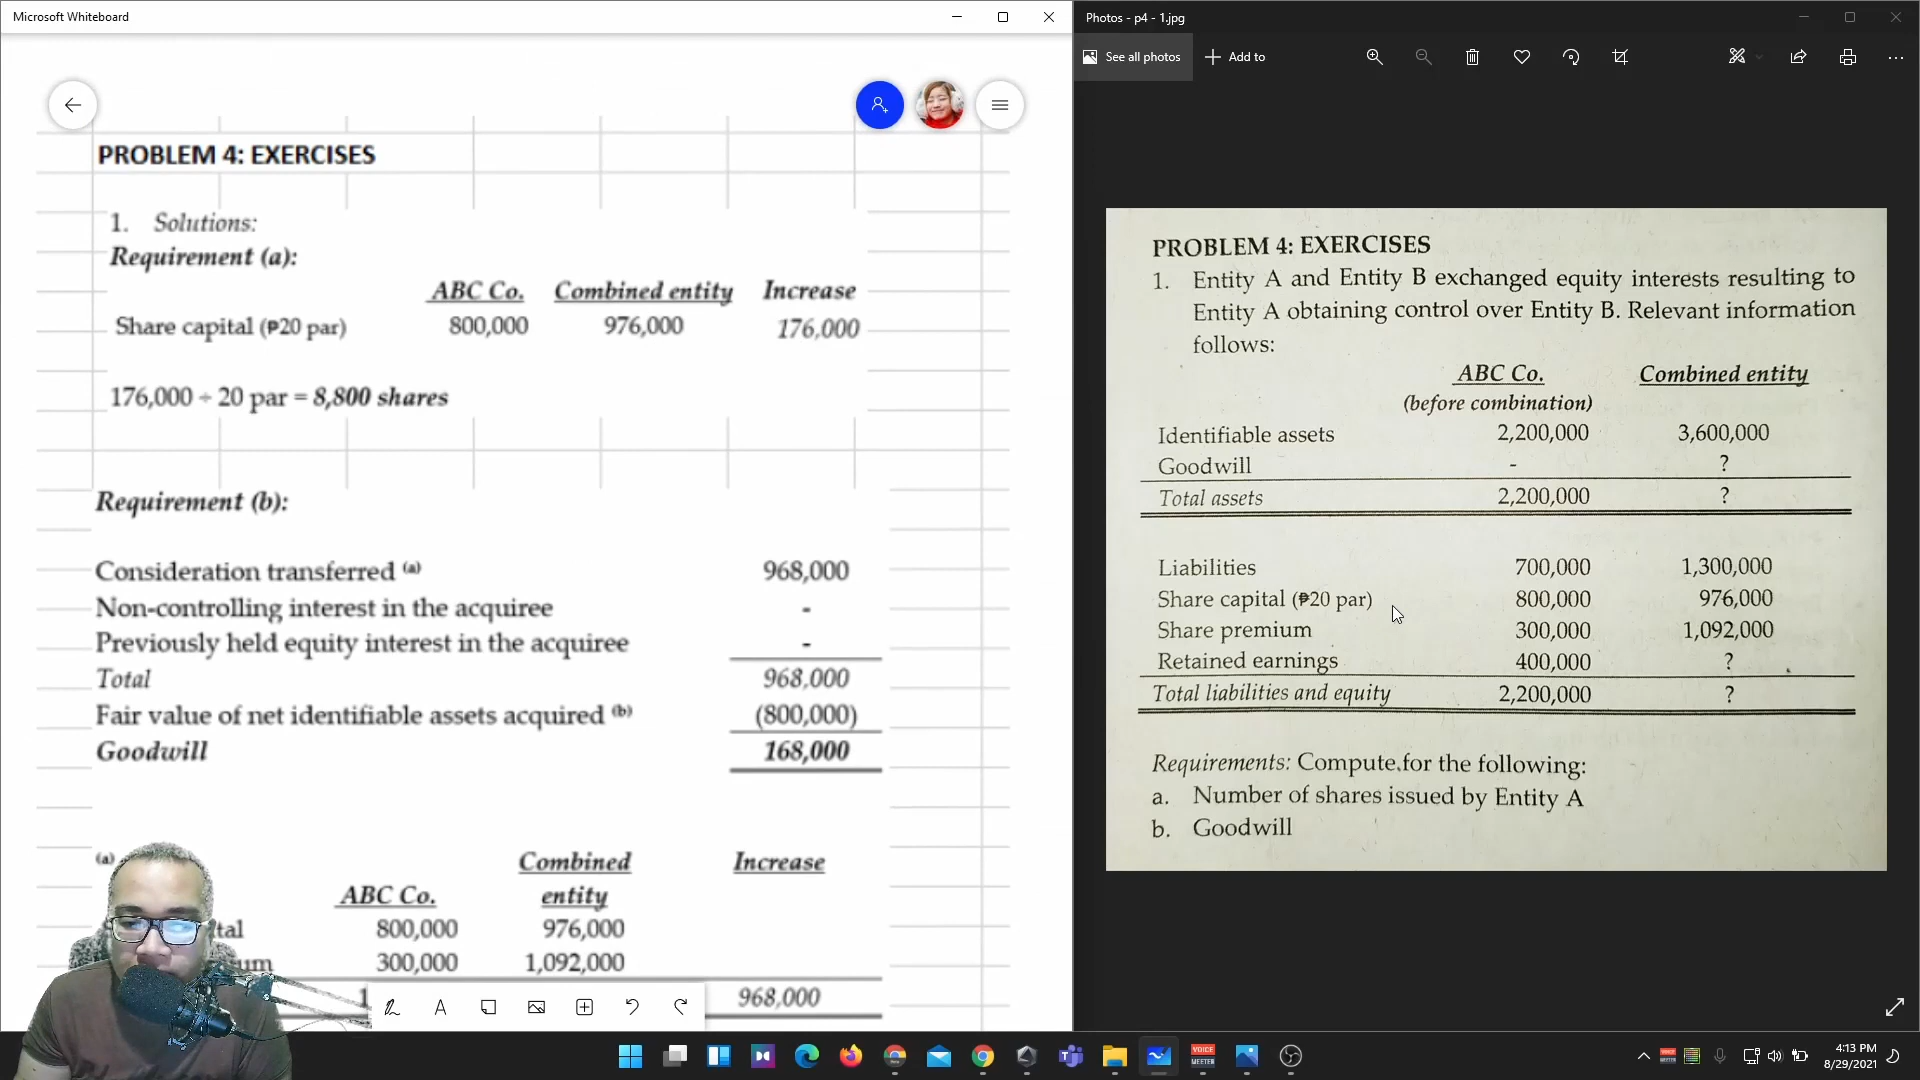 Microsoft Whiteboard
PROBLEM 4: EXERCISES
1. Solutions:
Requirement (a):
ABC Co. Combined entity Increase
Share capital (₱20 par) 800,000 976,000 176,000
176,000 ÷ 20 par = 8,800 shares
Requirement (b):
Consideration transferred (a) 968,000
Non-controlling interest in the acquiree -
Previously held equity interest in the acquiree -
Total 968,000
Fair value of net identifiable assets acquired (b) (800,000)
Goodwill 168,000
(a)
ABC Co. Combined entity Increase
tal 800,000 976,000
um 300,000 1,092,000
1 968,000
Photos - p4 - 1.jpg
See all photos Add to
PROBLEM 4: EXERCISES
1. Entity A and Entity B exchanged equity interests resulting to
Entity A obtaining control over Entity B. Relevant information
follows:
ABC Co. Combined entity
(before combination)
Identifiable assets 2,200,000 3,600,000
Goodwill - ?
Total assets 2,200,000 ?
Liabilities 700,000 1,300,000
Share capital (₱20 par) 800,000 976,000
Share premium 300,000 1,092,000
Retained earnings 400,000 ?
Total liabilities and equity 2,200,000 ?
Requirements: Compute for the following:
a. Number of shares issued by Entity A
b. Goodwill
VOICE
MEETER
4:13 PM
8/29/2021